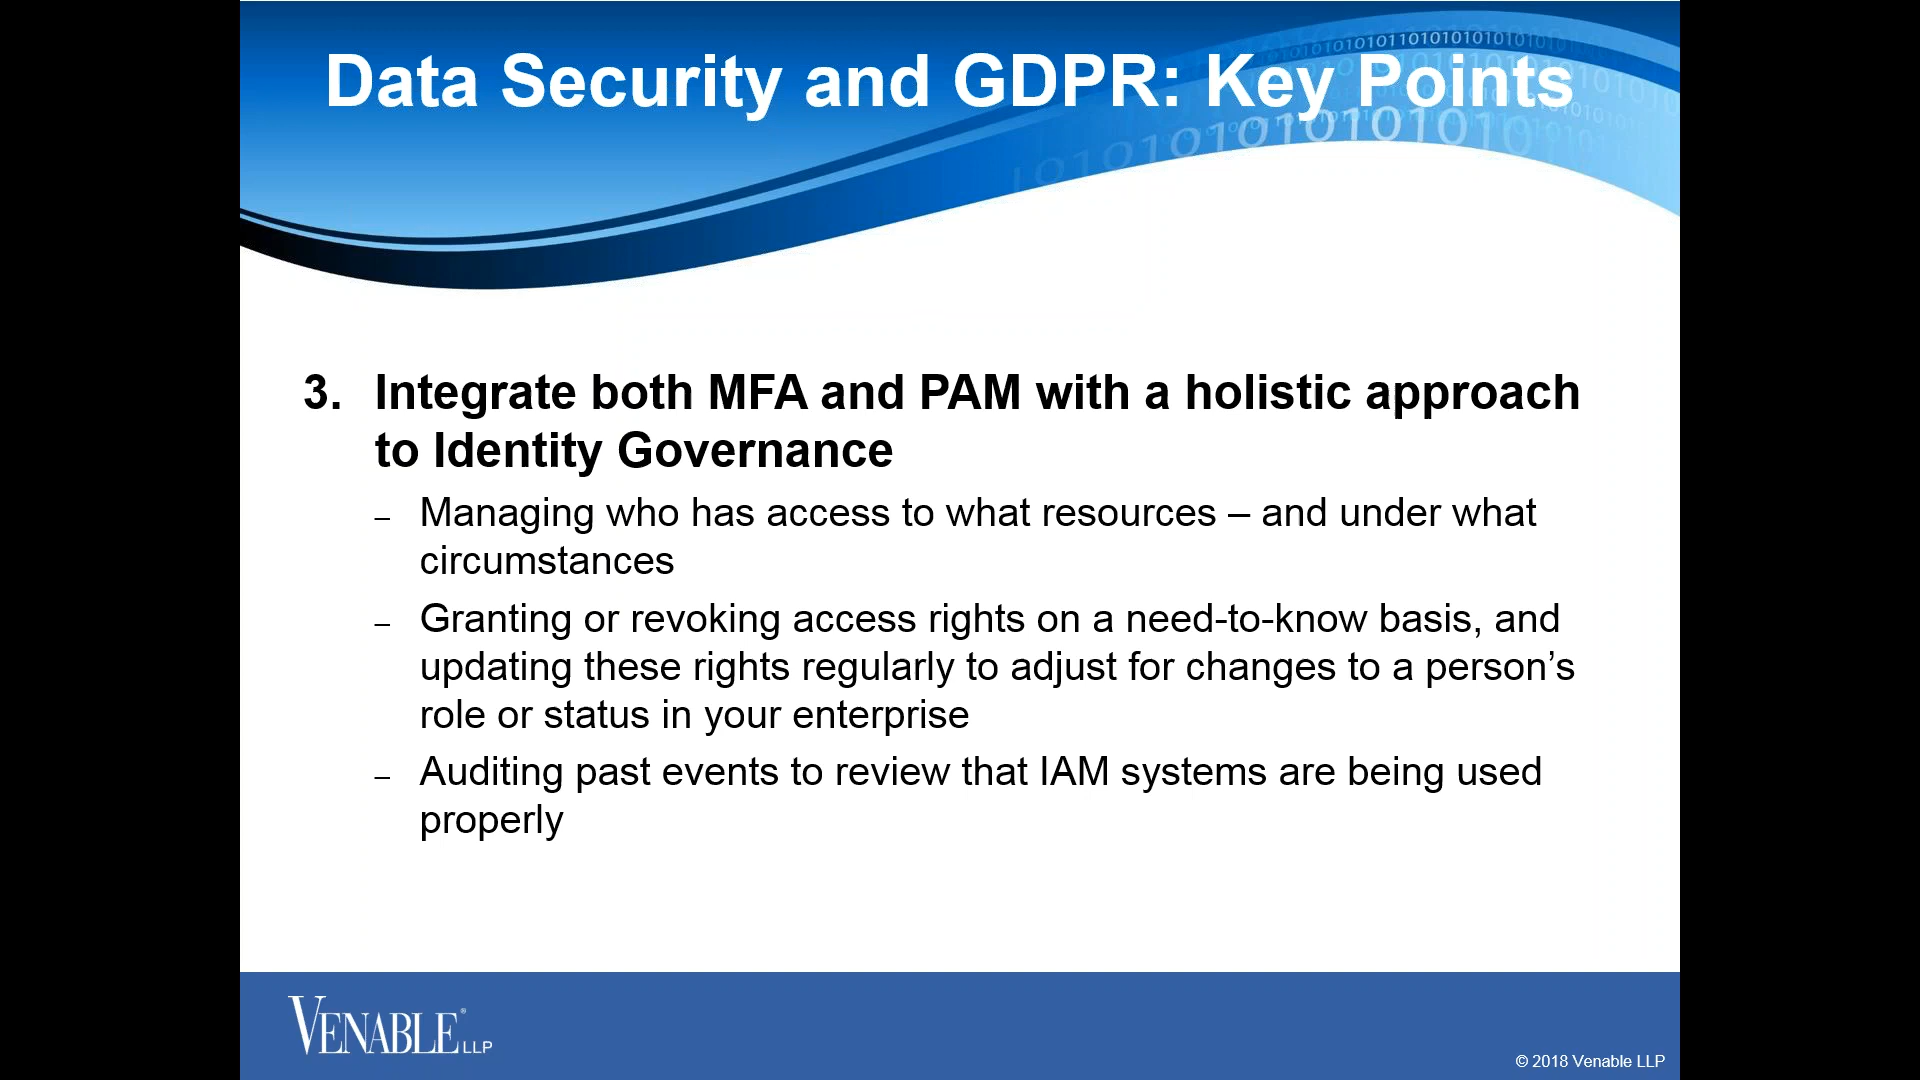 Data Security and GDPR: Key Points
3. Integrate both MFA and PAM with a holistic approach
to Identity Governance
– Managing who has access to what resources – and under what
circumstances
– Granting or revoking access rights on a need-to-know basis, and
updating these rights regularly to adjust for changes to a person’s
role or status in your enterprise
– Auditing past events to review that IAM systems are being used
properly
VENABLE® LLP
© 2018 Venable LLP